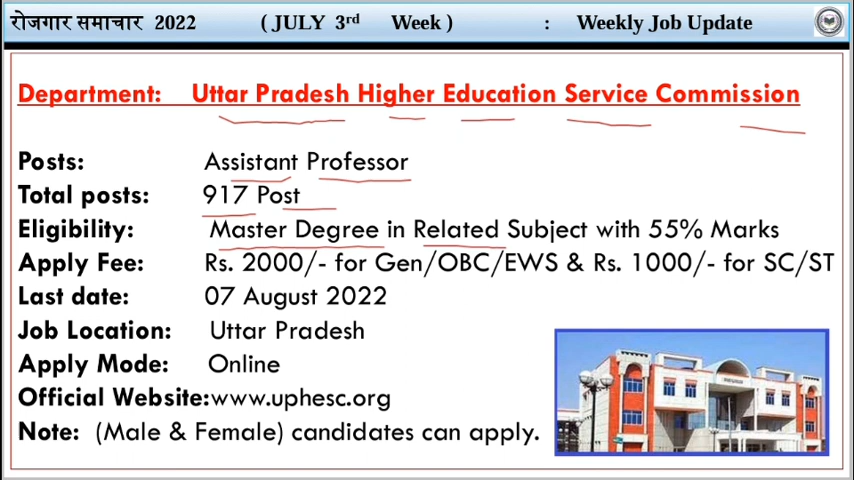 रोजगार समाचार 2022 ( JULY 3rd Week ) : Weekly Job Update
Department: Uttar Pradesh Higher Education Service Commission
Posts: Assistant Professor
Total posts: 917 Post
Eligibility: Master Degree in Related Subject with 55% Marks
Apply Fee: Rs. 2000/- for Gen/OBC/EWS & Rs. 1000/- for SC/ST
Last date: 07 August 2022
Job Location: Uttar Pradesh
Apply Mode: Online
Official Website:www.uphesc.org
Note: (Male & Female) candidates can apply.